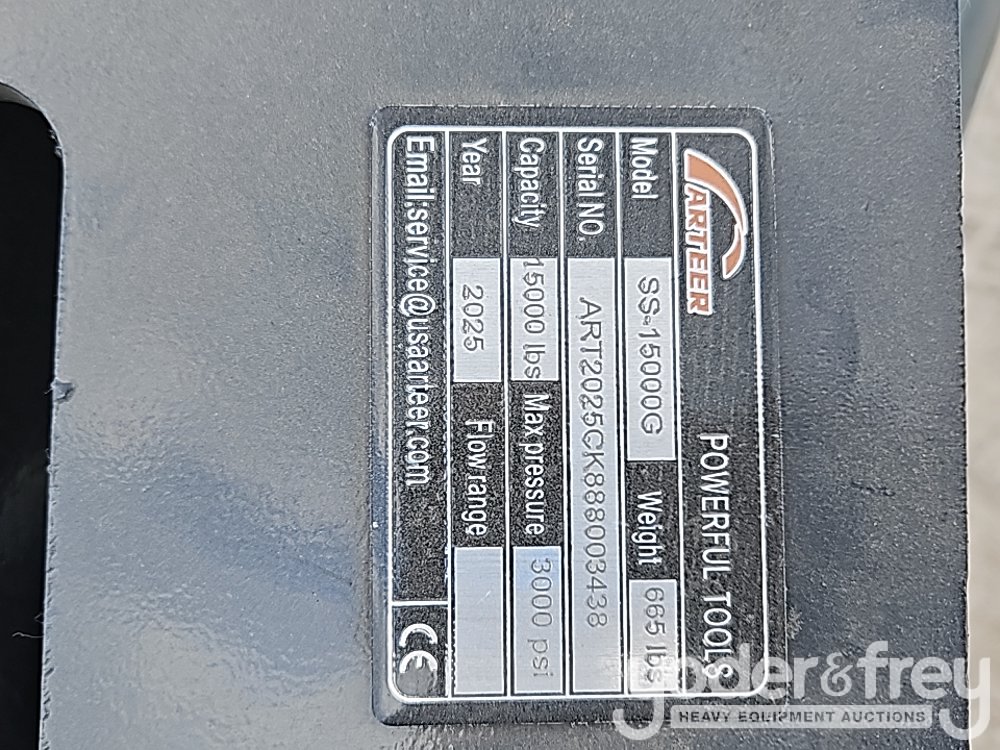 ARTEER POWERFUL TOOLS
Model SS-15000G Weight 665 lbs
Serial NO. ART2025CK888003438
Capacity 15000 lbs Max pressure 3000 psi
Year 2025 Flow range
Email;service@usaarteer.com CE
yoder&frey
HEAVY EQUIPMENT AUCTIONS